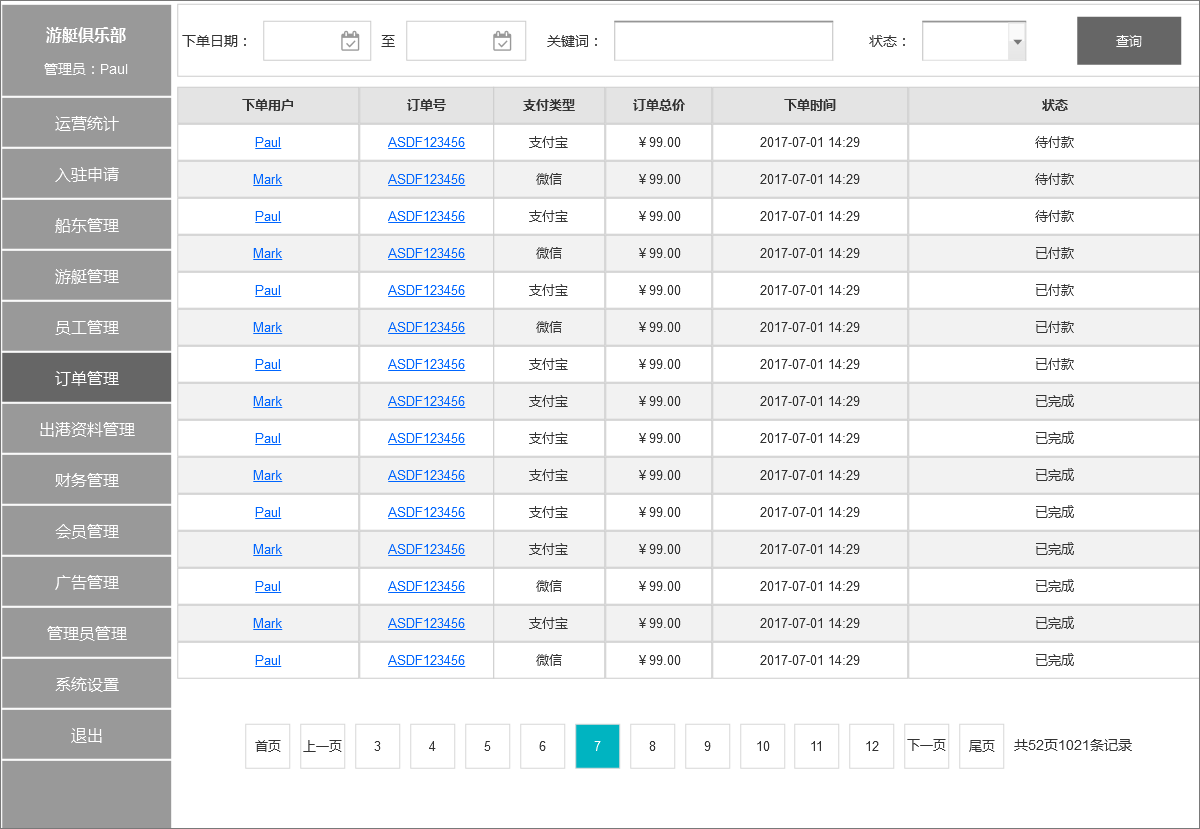 游艇俱乐部
管理员：Paul
运营统计
入驻申请
船东管理
游艇管理
员工管理
订单管理
出港资料管理
财务管理
会员管理
广告管理
管理员管理
系统设置
退出
下单日期： 至 关键词： 状态： 查询
下单用户 订单号 支付类型 订单总价 下单时间 状态
Paul ASDF123456 支付宝 ¥ 99.00 2017-07-01 14:29 待付款
Mark ASDF123456 微信 ¥ 99.00 2017-07-01 14:29 待付款
Paul ASDF123456 支付宝 ¥ 99.00 2017-07-01 14:29 待付款
Mark ASDF123456 微信 ¥ 99.00 2017-07-01 14:29 已付款
Paul ASDF123456 支付宝 ¥ 99.00 2017-07-01 14:29 已付款
Mark ASDF123456 微信 ¥ 99.00 2017-07-01 14:29 已付款
Paul ASDF123456 支付宝 ¥ 99.00 2017-07-01 14:29 已付款
Mark ASDF123456 支付宝 ¥ 99.00 2017-07-01 14:29 已完成
Paul ASDF123456 支付宝 ¥ 99.00 2017-07-01 14:29 已完成
Mark ASDF123456 支付宝 ¥ 99.00 2017-07-01 14:29 已完成
Paul ASDF123456 支付宝 ¥ 99.00 2017-07-01 14:29 已完成
Mark ASDF123456 支付宝 ¥ 99.00 2017-07-01 14:29 已完成
Paul ASDF123456 微信 ¥ 99.00 2017-07-01 14:29 已完成
Mark ASDF123456 支付宝 ¥ 99.00 2017-07-01 14:29 已完成
Paul ASDF123456 微信 ¥ 99.00 2017-07-01 14:29 已完成
首页 上一页 3 4 5 6 7 8 9 10 11 12 下一页 尾页 共52页1021条记录